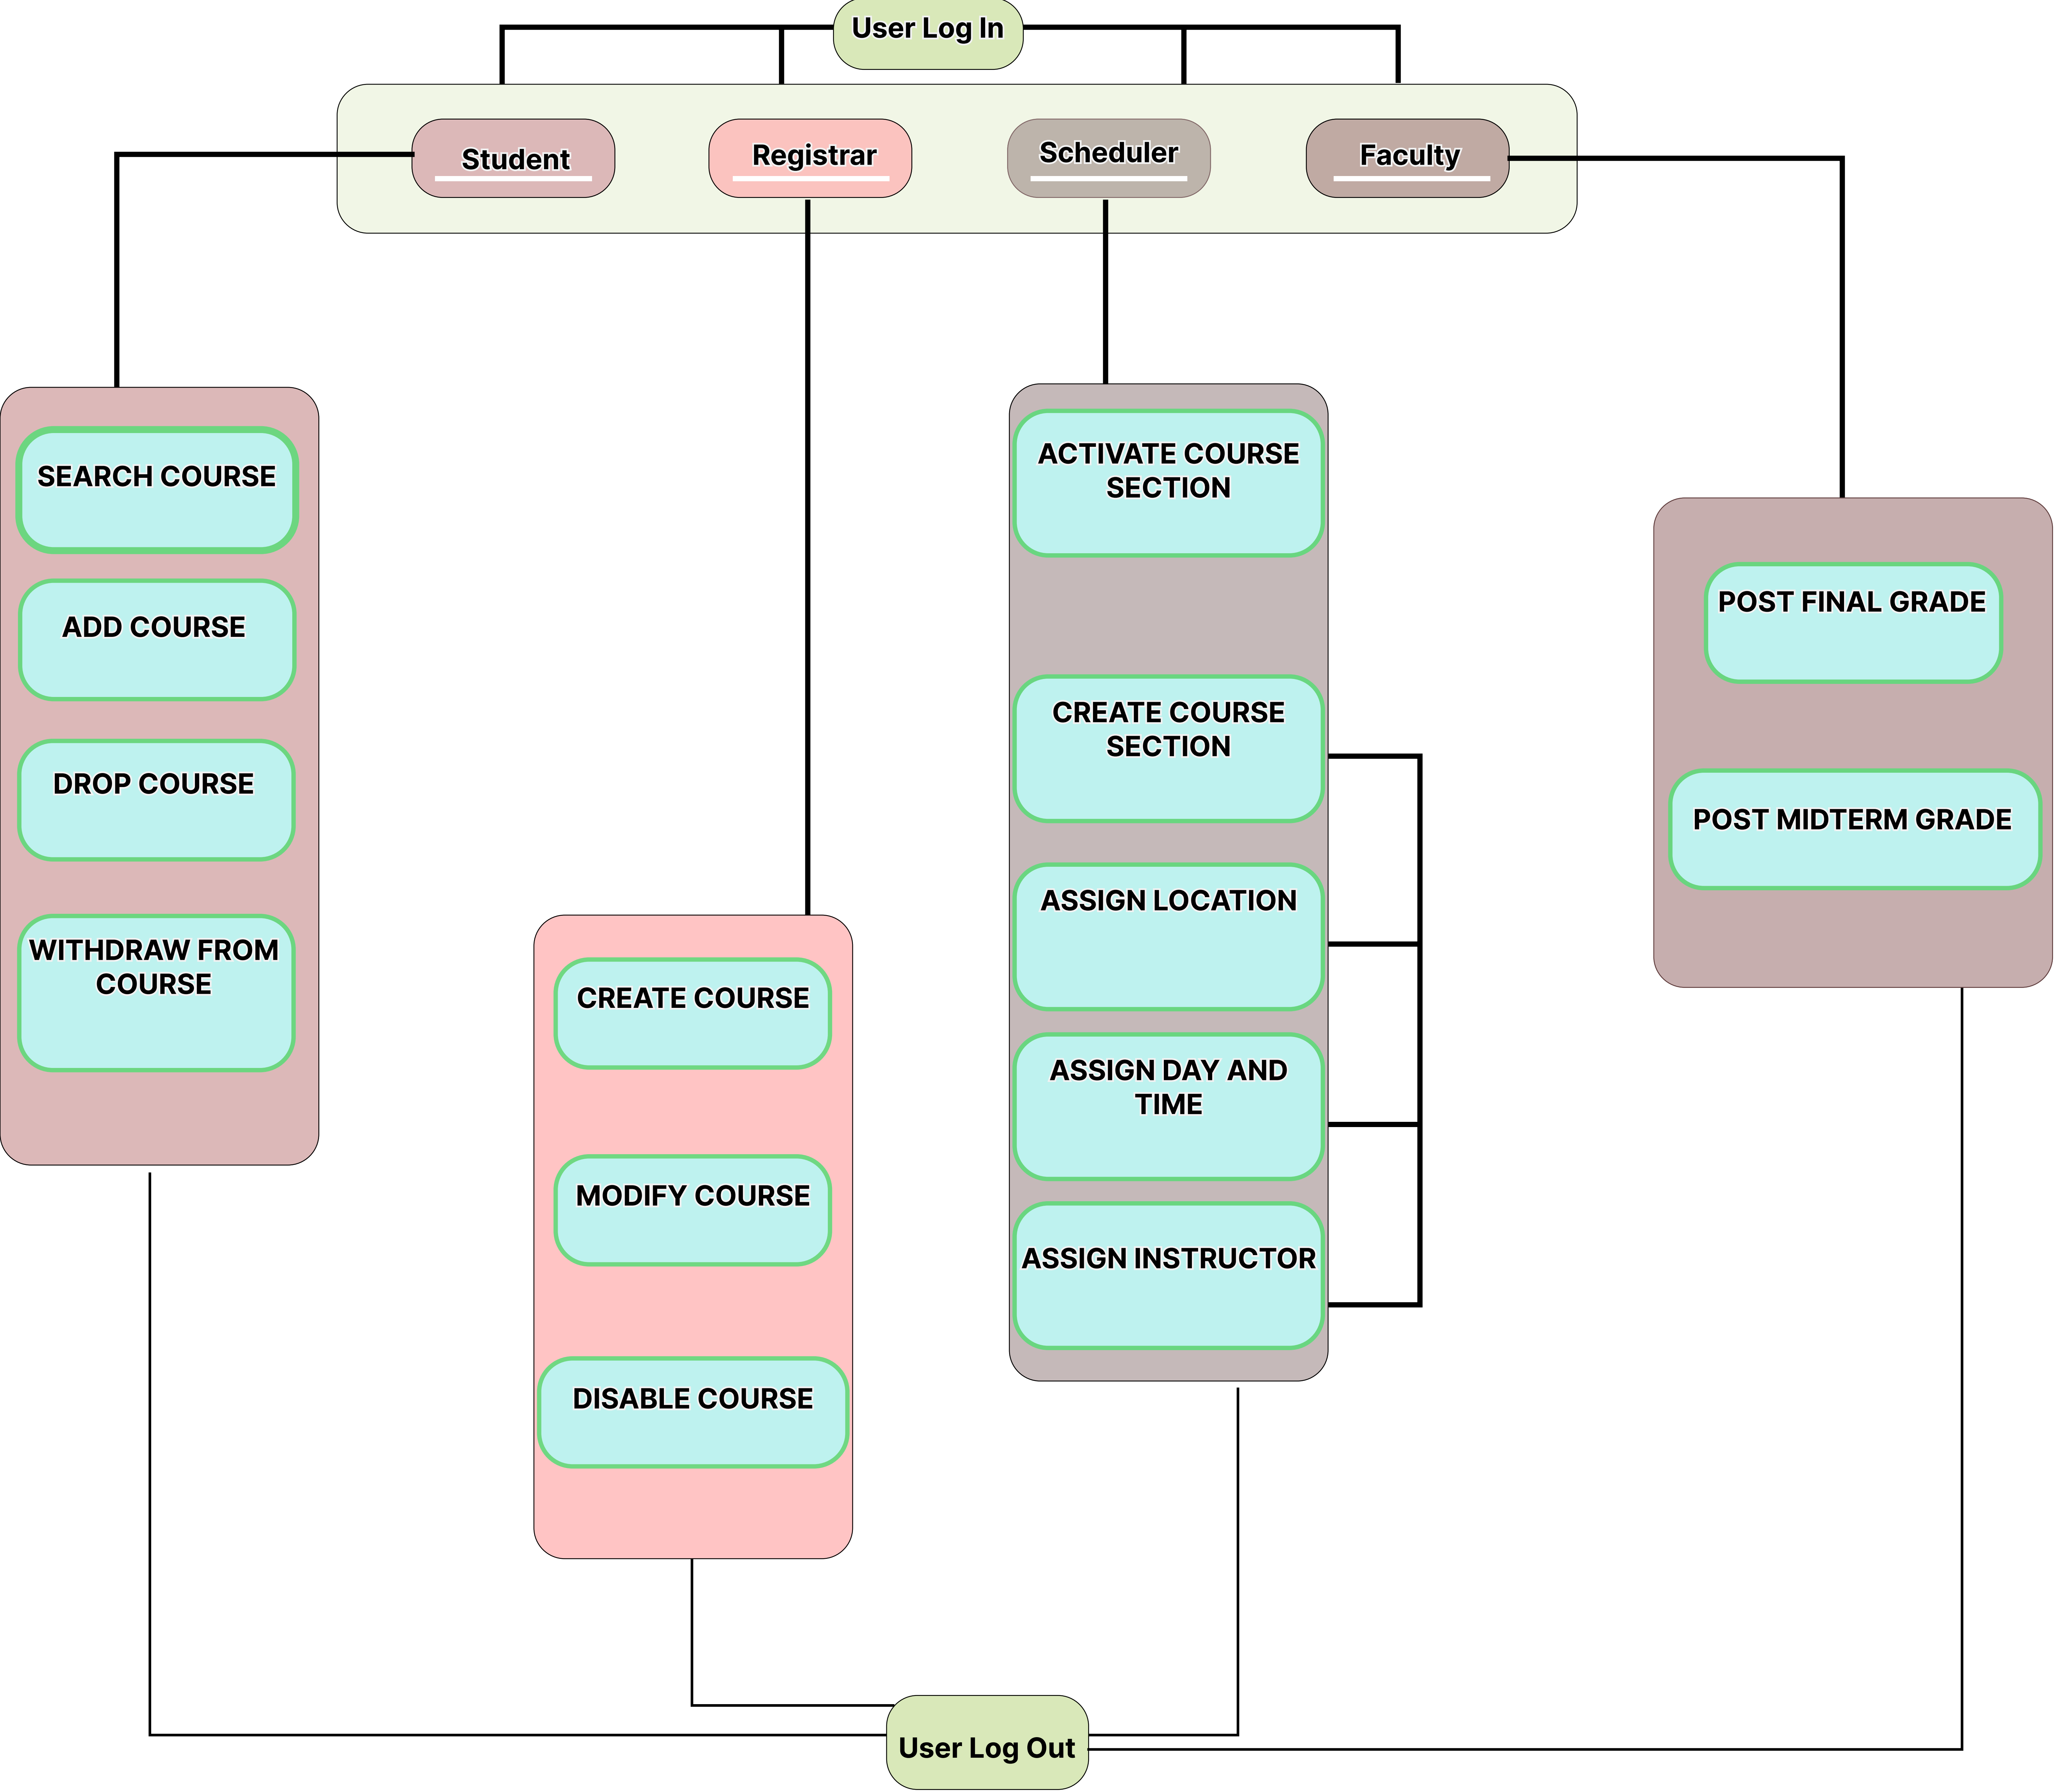 User Log In
Student
Registrar
Scheduler
Faculty
SEARCH COURSE
ADD COURSE
DROP COURSE
WITHDRAW FROM
COURSE
CREATE COURSE
MODIFY COURSE
DISABLE COURSE
ACTIVATE COURSE
SECTION
CREATE COURSE
SECTION
ASSIGN LOCATION
ASSIGN DAY AND
TIME
ASSIGN INSTRUCTOR
POST FINAL GRADE
POST MIDTERM GRADE
User Log Out